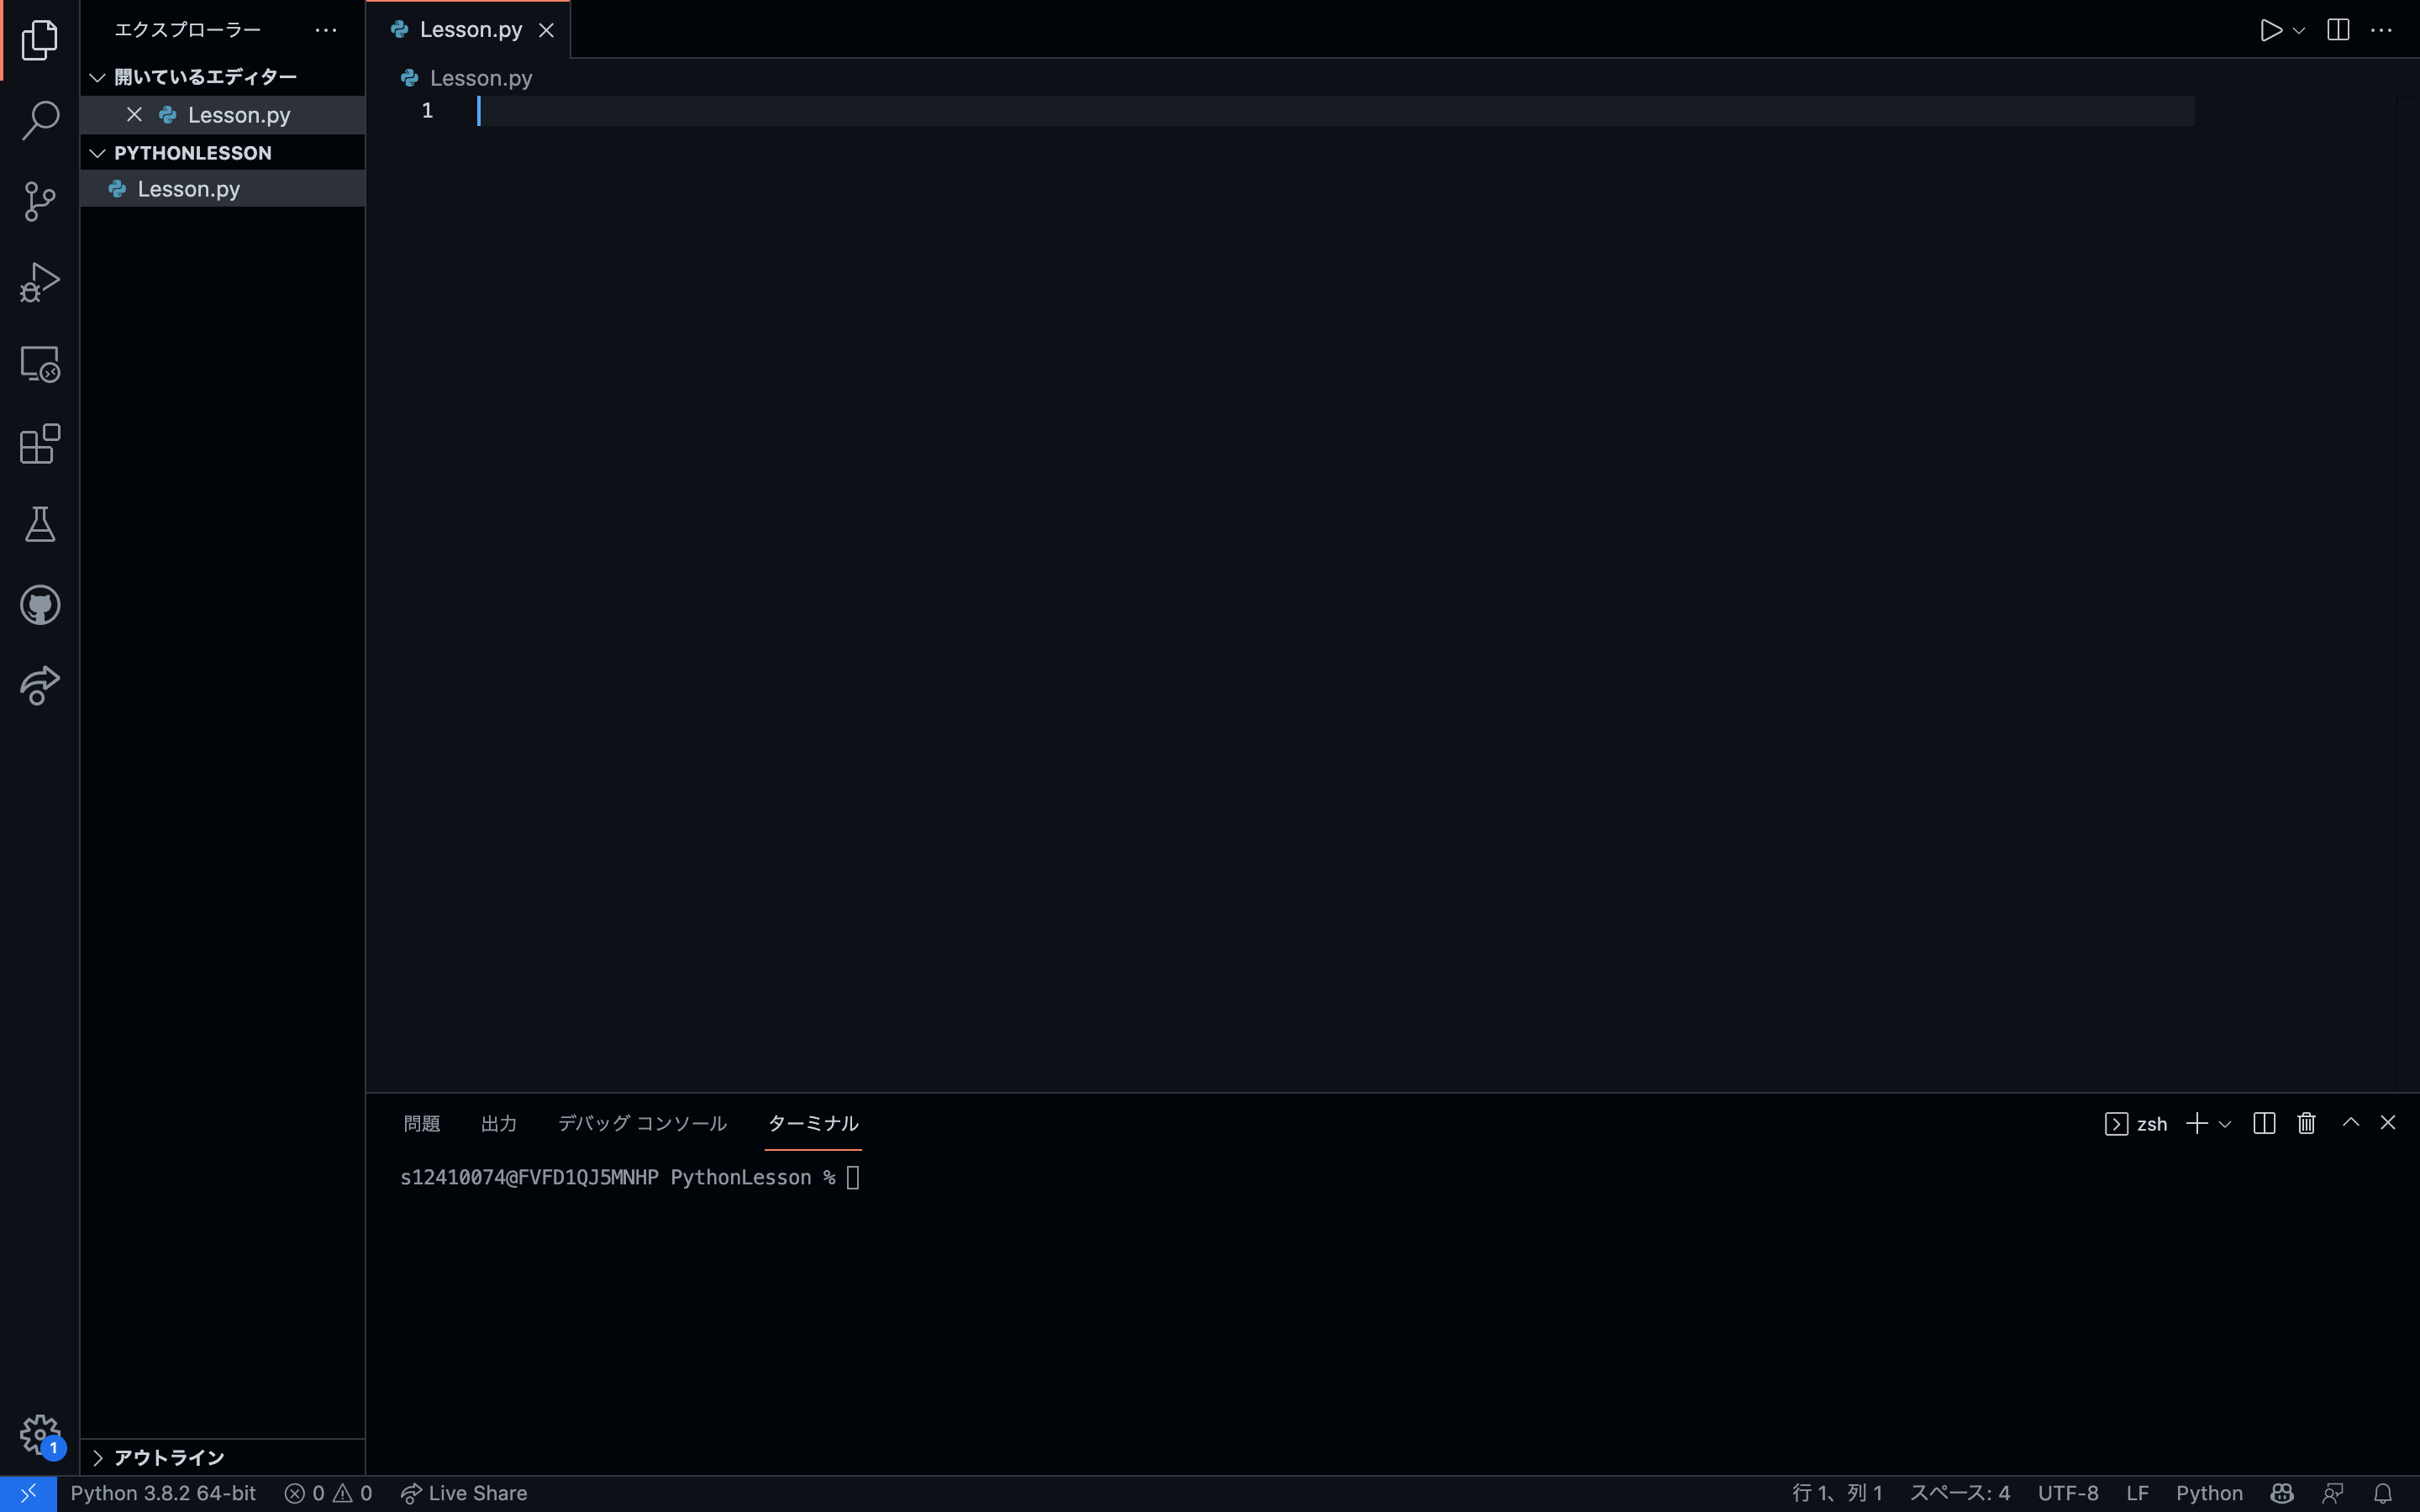 エクスプローラー
Lesson.py
開いているエディター
Lesson.py
Lesson.py
1
PYTHONLESSON
Lesson.py
問題 出力 デバッグ コンソール ターミナル
zsh
s12410074@FVFD1QJ5MNHP PythonLesson %
アウトライン
1
Python 3.8.2 64-bit 0 0 Live Share
行 1、列 1 スペース: 4 UTF-8 LF Python